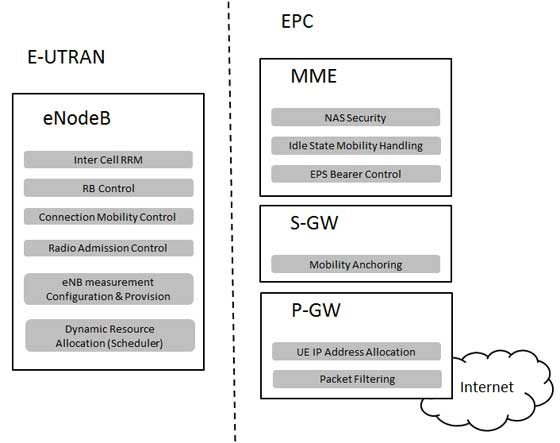 E-UTRAN
eNodeB
Inter Cell RRM
RB Control
Connection Mobility Control
Radio Admission Control
eNB measurement
Configuration & Provision
Dynamic Resource
Allocation (Scheduler)
EPC
MME
NAS Security
Idle State Mobility Handling
EPS Bearer Control
S-GW
Mobility Anchoring
P-GW
UE IP Address Allocation
Packet Filtering
Internet